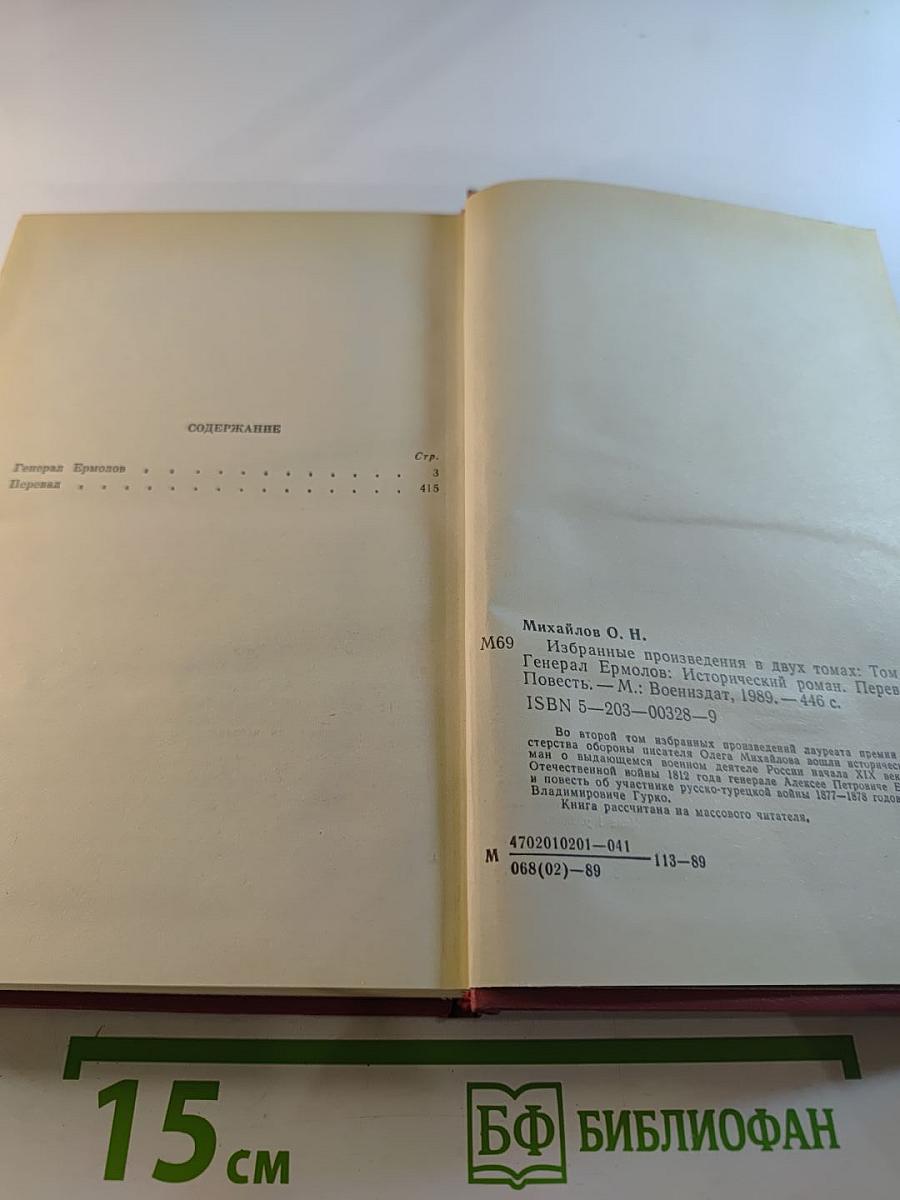 СОДЕРЖАНИЕ
Стр.
Генерал Ермолов . . . . . . . . . . . 3
Перевал . . . . . . . . . . . . . 415
Михайлов О. Н.
М69 Избранные произведения в двух томах: Том
Генерал Ермолов: Исторический роман. Перев
Повесть. — М.: Воениздат, 1989. — 446 с.
ISBN 5—203—00328—9
Во второй том избранных произведений лауреата премии
стерства обороны писателя Олега Михайлова вошли историчес
ман о выдающемся военном деятеле России начала XIX век
Отечественной войны 1812 года генерале Алексее Петровиче Е
и повесть об участнике русско-турецкой войны 1877—1878 годов
Владимировиче Гурко.
Книга рассчитана на массового читателя.
М 4702010201—041
068(02)—89
113—89
15 см
БФ БИБЛИОФАН